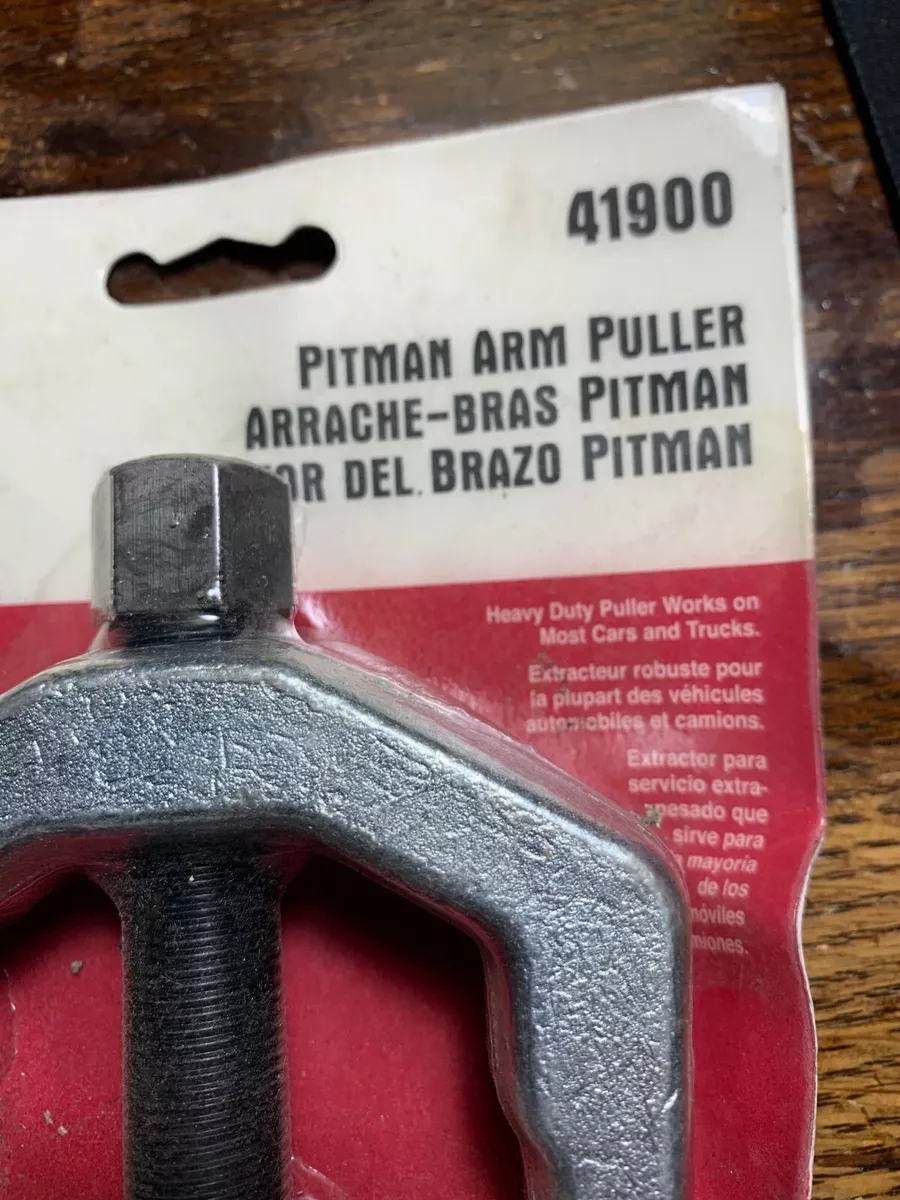 41900
PITMAN ARM PULLER
ARRACHE-BRAS PITMAN
DEL BRAZO PITMAN
Heavy Duty Puller Works on
Most Cars and Trucks.
Extracteur robuste pour
la plupart des véhicules
automobiles et camions.
Extractor para
servicio extra-
pesado que
sirve para
mayoría
de los